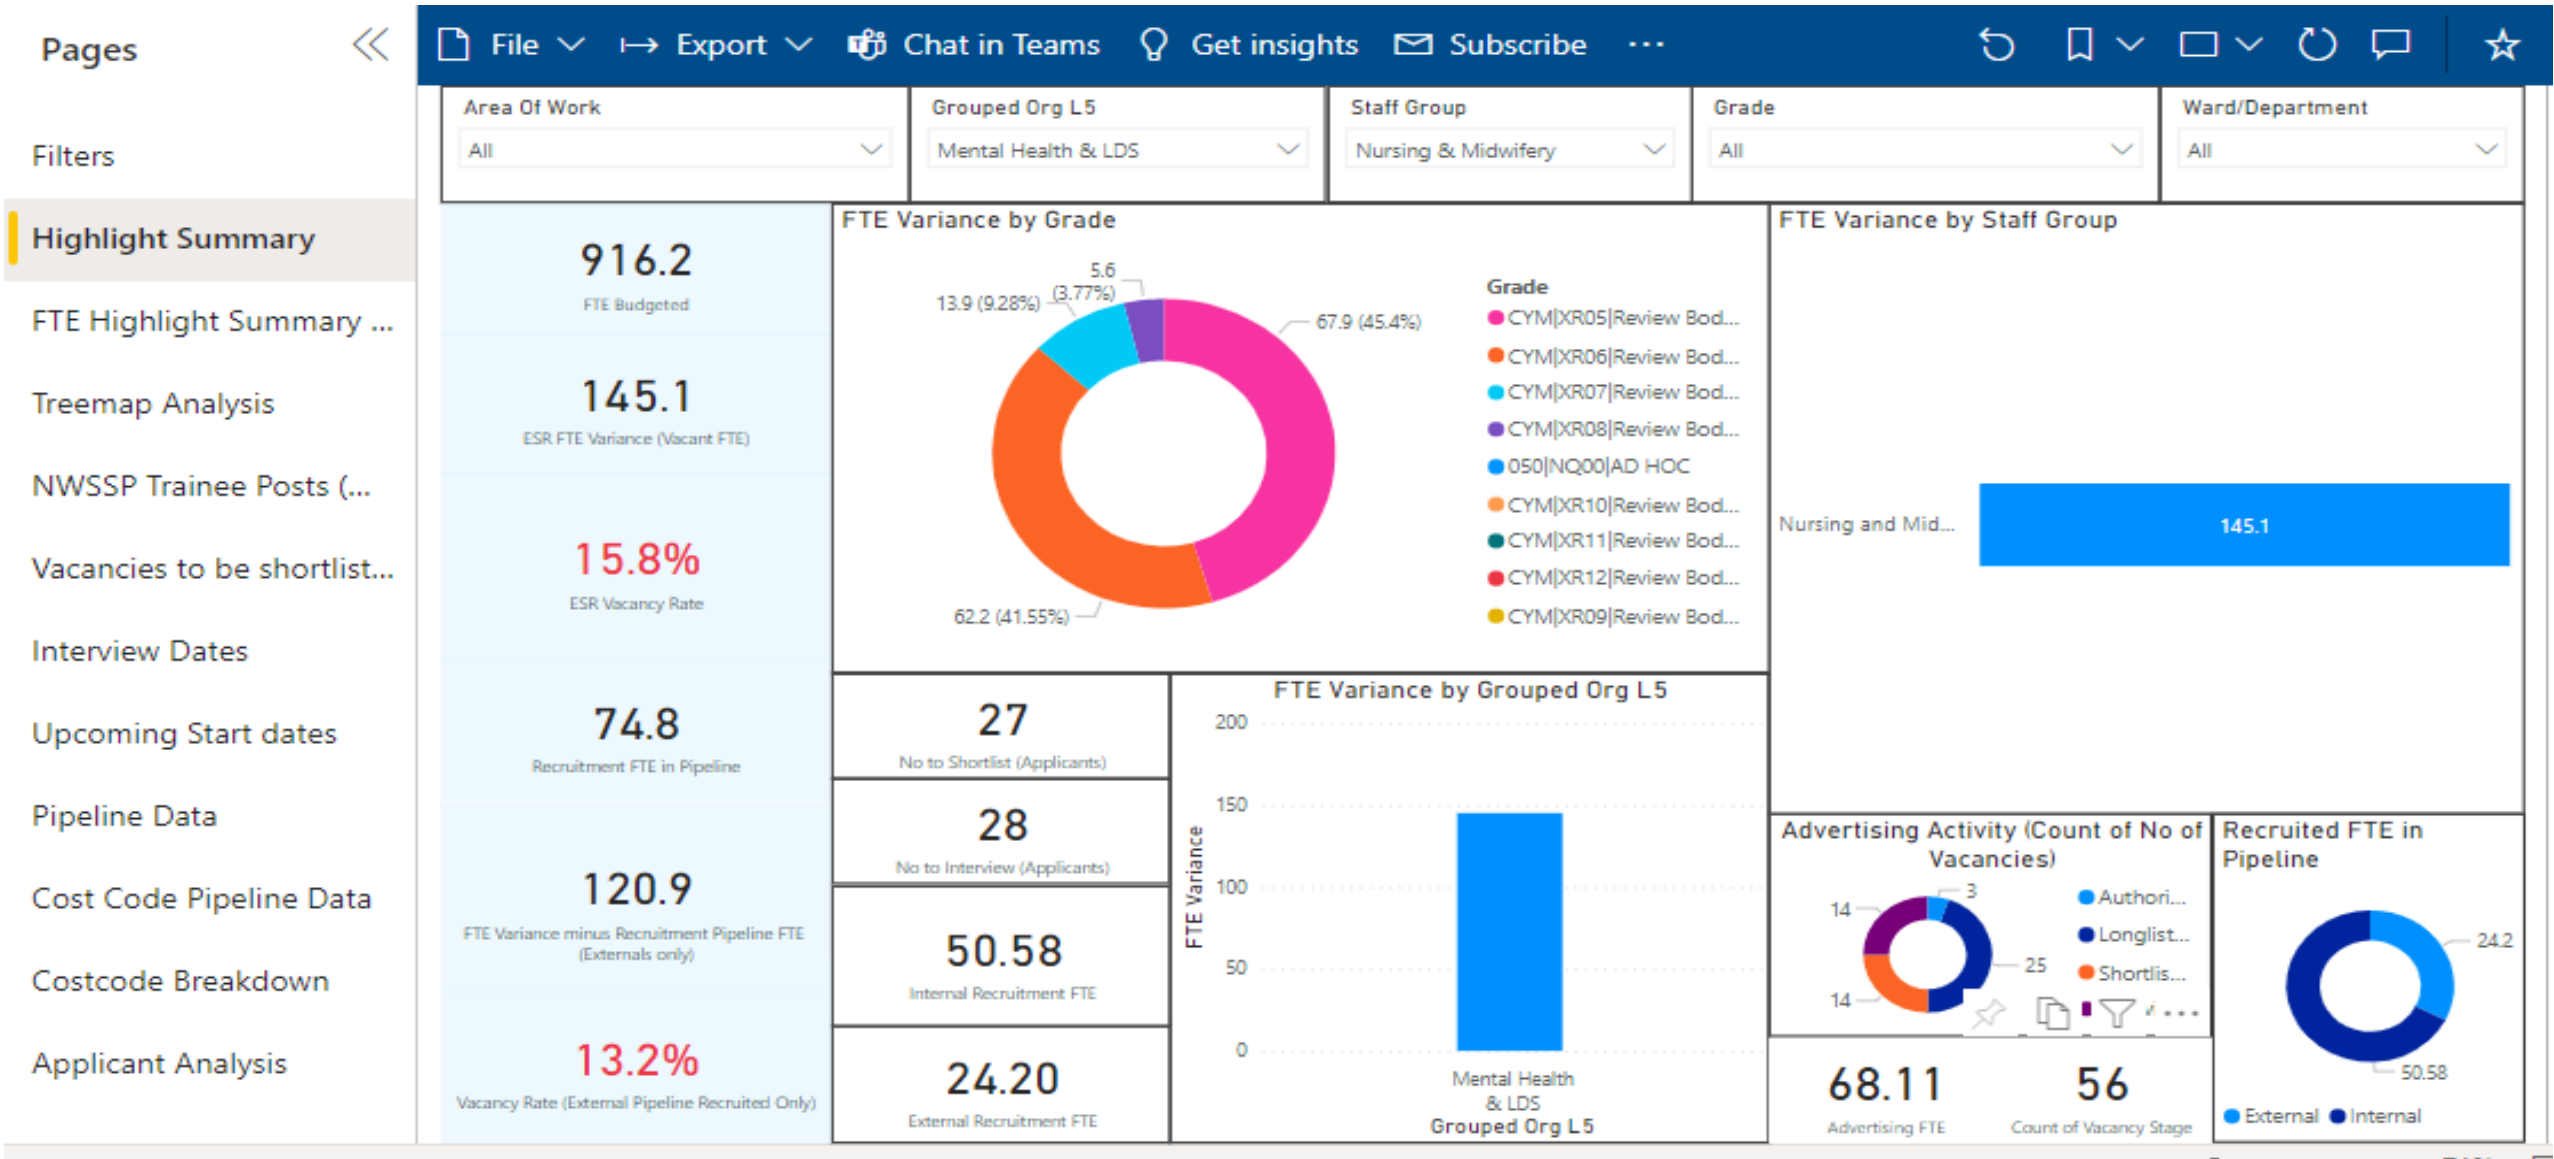 Pages
File
Export
Chat in Teams
Get insights
Subscribe
Filters
Highlight Summary
FTE Highlight Summary ...
Treemap Analysis
NWSSP Trainee Posts (...
Vacancies to be shortlist...
Interview Dates
Upcoming Start dates
Pipeline Data
Cost Code Pipeline Data
Costcode Breakdown
Applicant Analysis
Area Of Work
All
Grouped Org L5
Mental Health & LDS
Staff Group
Nursing & Midwifery
Grade
All
Ward/Department
All
916.2
FTE Budgeted
145.1
ESR FTE Variance (Vacant FTE)
15.8%
ESR Vacancy Rate
74.8
Recruitment FTE in Pipeline
120.9
FTE Variance minus Recruitment Pipeline FTE
(Externals only)
13.2%
Vacancy Rate (External Pipeline Recruited Only)
FTE Variance by Grade
5.6
(3.77%)
13.9 (9.28%)
67.9 (45.4%)
62.2 (41.55%)
Grade
CYM|XR05|Review Bod...
CYM|XR06|Review Bod...
CYM|XR07|Review Bod...
CYM|XR08|Review Bod...
050|NQ00|AD HOC
CYM|XR10|Review Bod...
CYM|XR11|Review Bod...
CYM|XR12|Review Bod...
CYM|XR09|Review Bod...
FTE Variance by Staff Group
Nursing and Mid...
145.1
27
No to Shortlist (Applicants)
28
No to Interview (Applicants)
50.58
Internal Recruitment FTE
24.20
External Recruitment FTE
FTE Variance by Grouped Org L5
FTE Variance
200
150
100
50
0
Mental Health
& LDS
Grouped Org L5
Advertising Activity (Count of No of
Vacancies)
3
14
25
14
Authori...
Longlist...
Shortlis...
68.11
Advertising FTE
56
Count of Vacancy Stage
Recruited FTE in
Pipeline
24.2
50.58
External
Internal